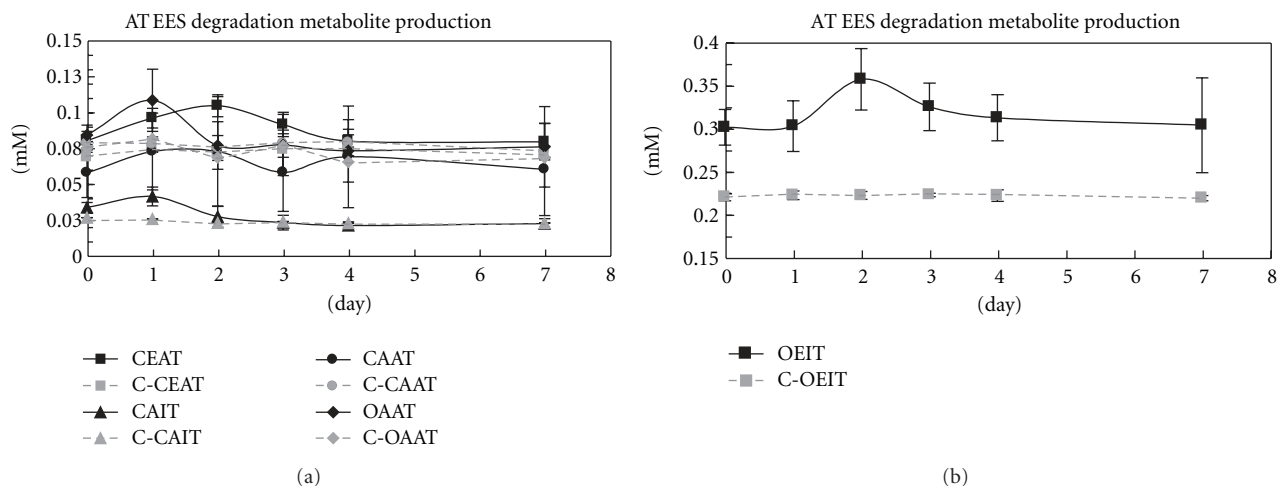 AT EES degradation metabolite production
0.15
0.13
0.1
0.08
0.05
0.03
0
(mM)
0 1 2 3 4 5 6 7 8
(day)
CEAT
C-CEAT
CAIT
C-CAIT
CAAT
C-CAAT
OAAT
C-OAAT
(a)
AT EES degradation metabolite production
0.4
0.35
0.3
0.25
0.2
0.15
(mM)
0 1 2 3 4 5 6 7 8
(day)
OEIT
C-OEIT
(b)